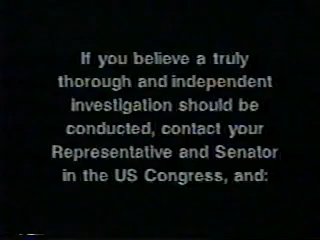 If you believe a truly
thorough and independent
investigation should be
conducted, contact your
Representative and Senator
in the US Congress, and: